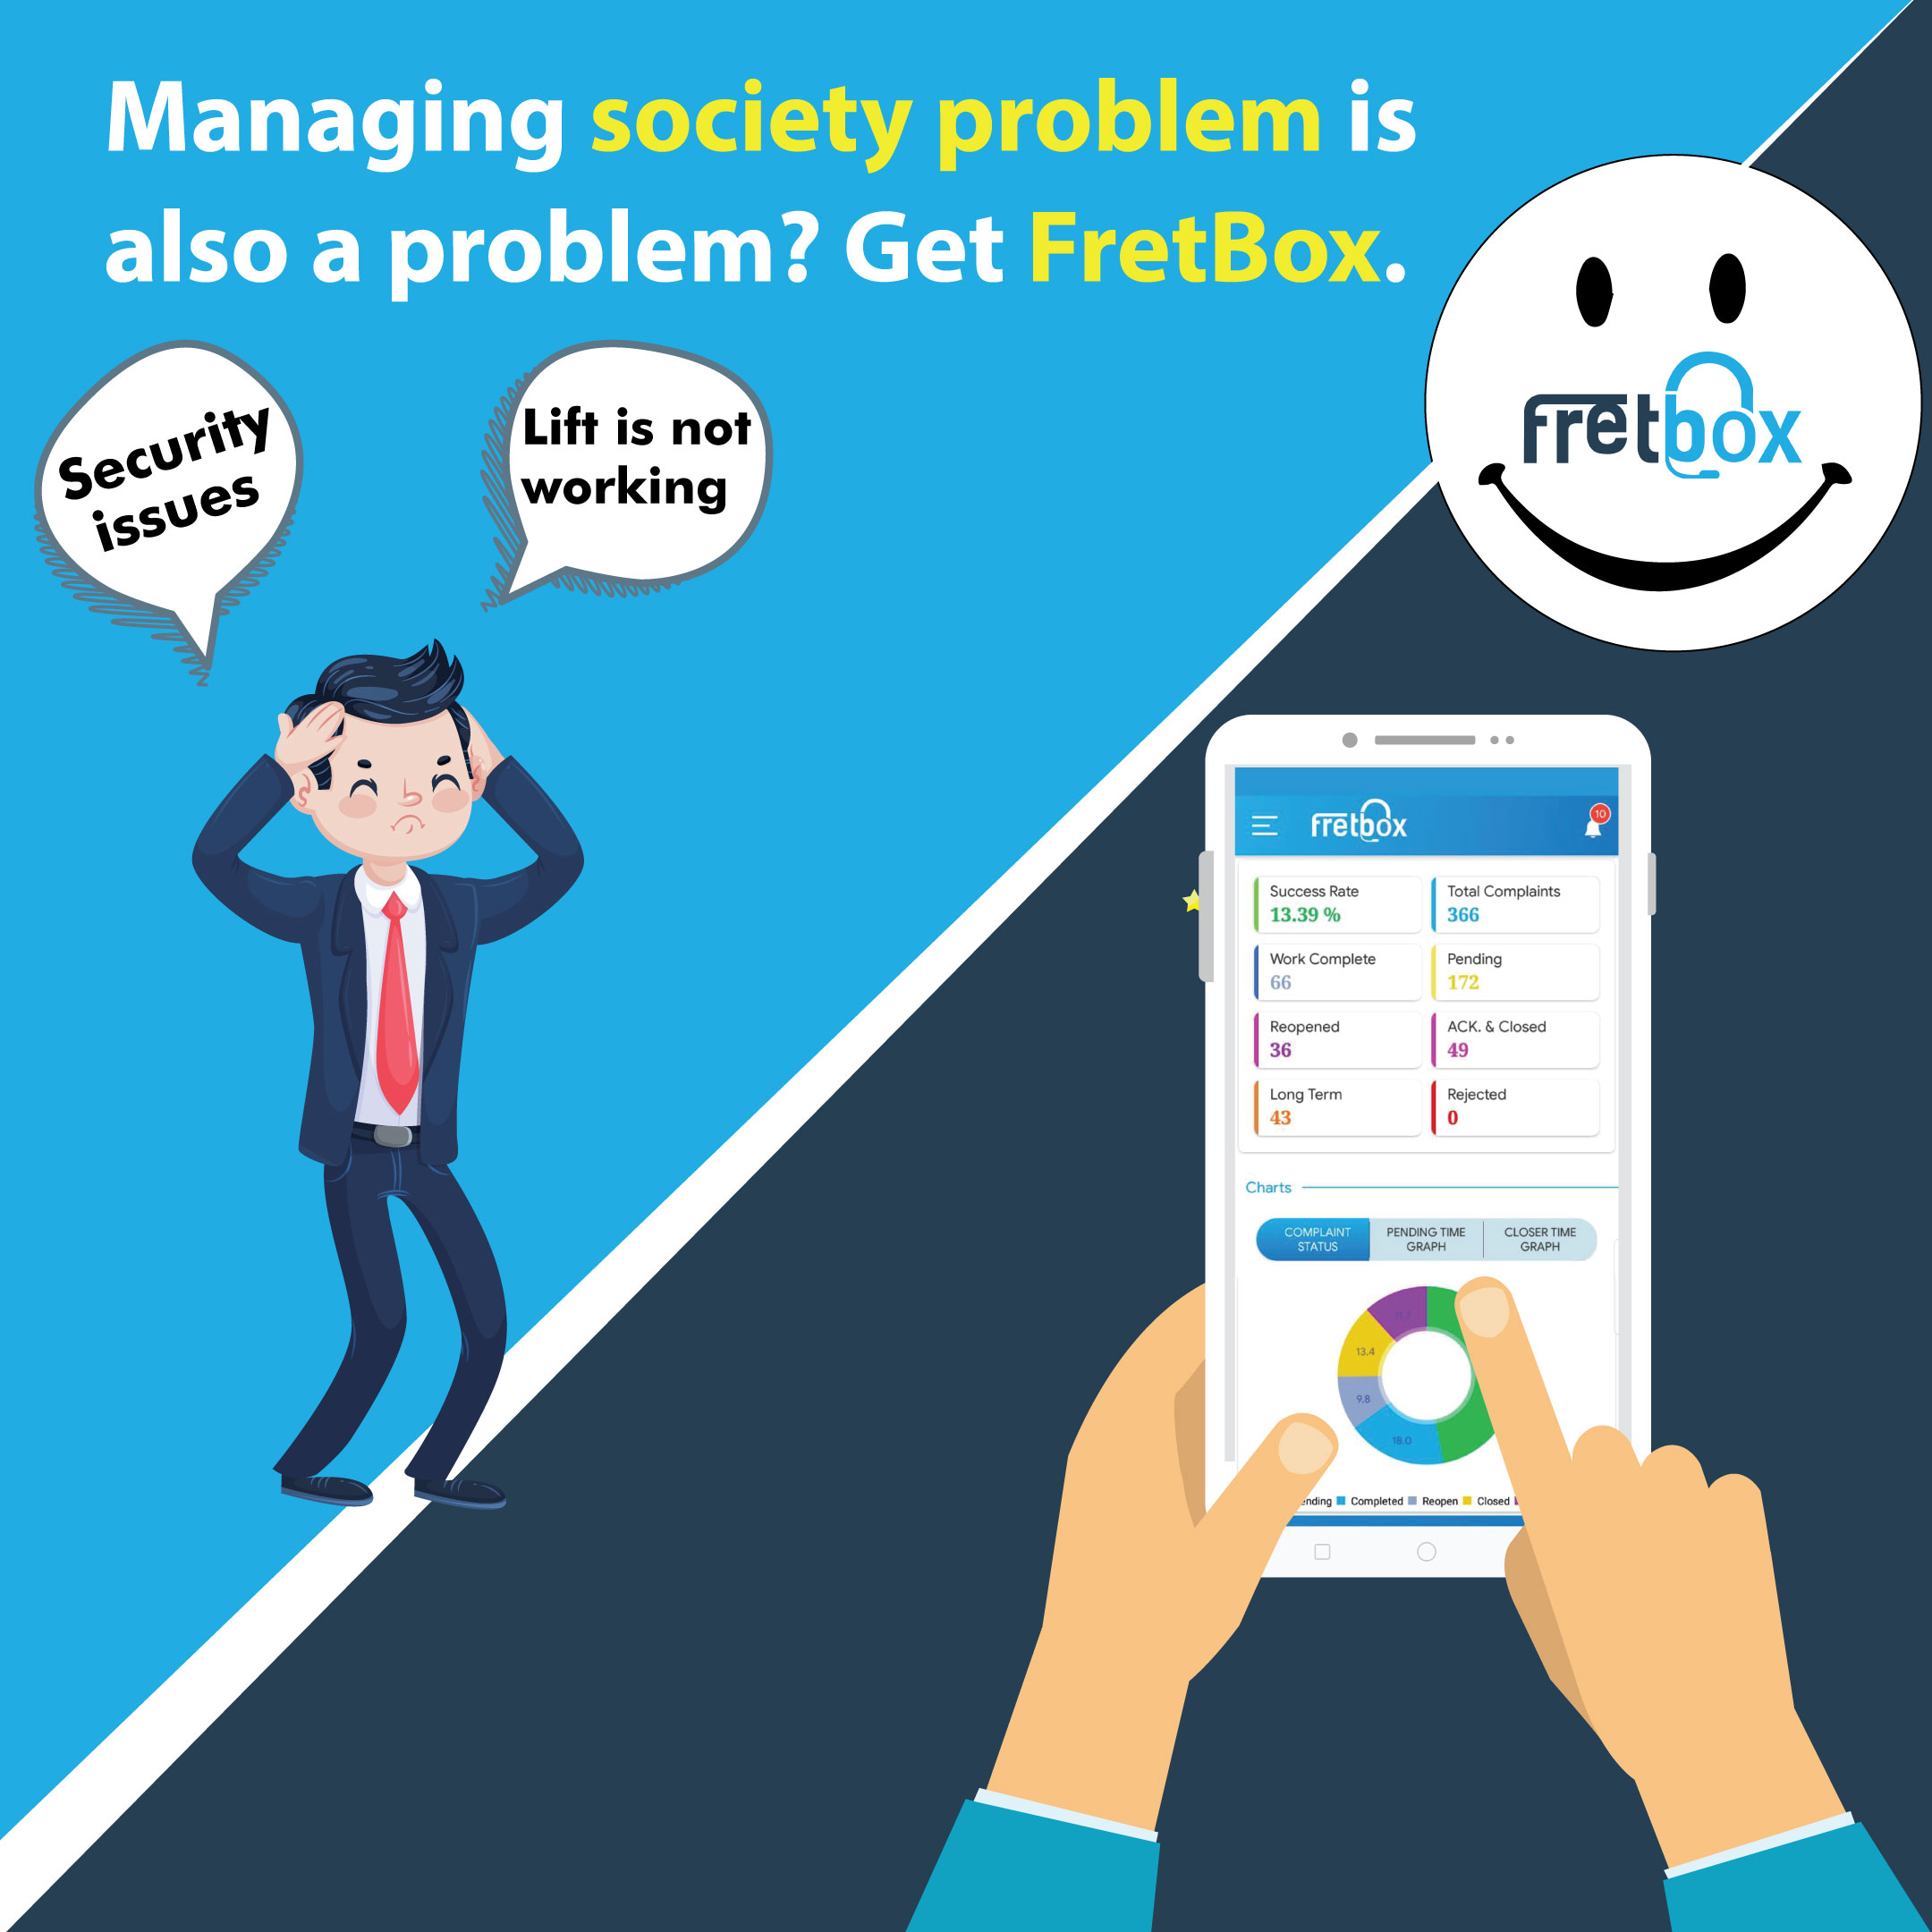 Managing society problem is
also a problem? Get FretBox.
Security
issues
Lift is not
working
fretbox
fretbox
10
Success Rate
13.39 %
Total Complaints
366
Work Complete
66
Pending
172
Reopened
36
ACK. & Closed
49
Long Term
43
Rejected
0
Charts
COMPLAINT
STATUS
PENDING TIME
GRAPH
CLOSER TIME
GRAPH
13.4
9.8
18.0
Completed Reopen Closed